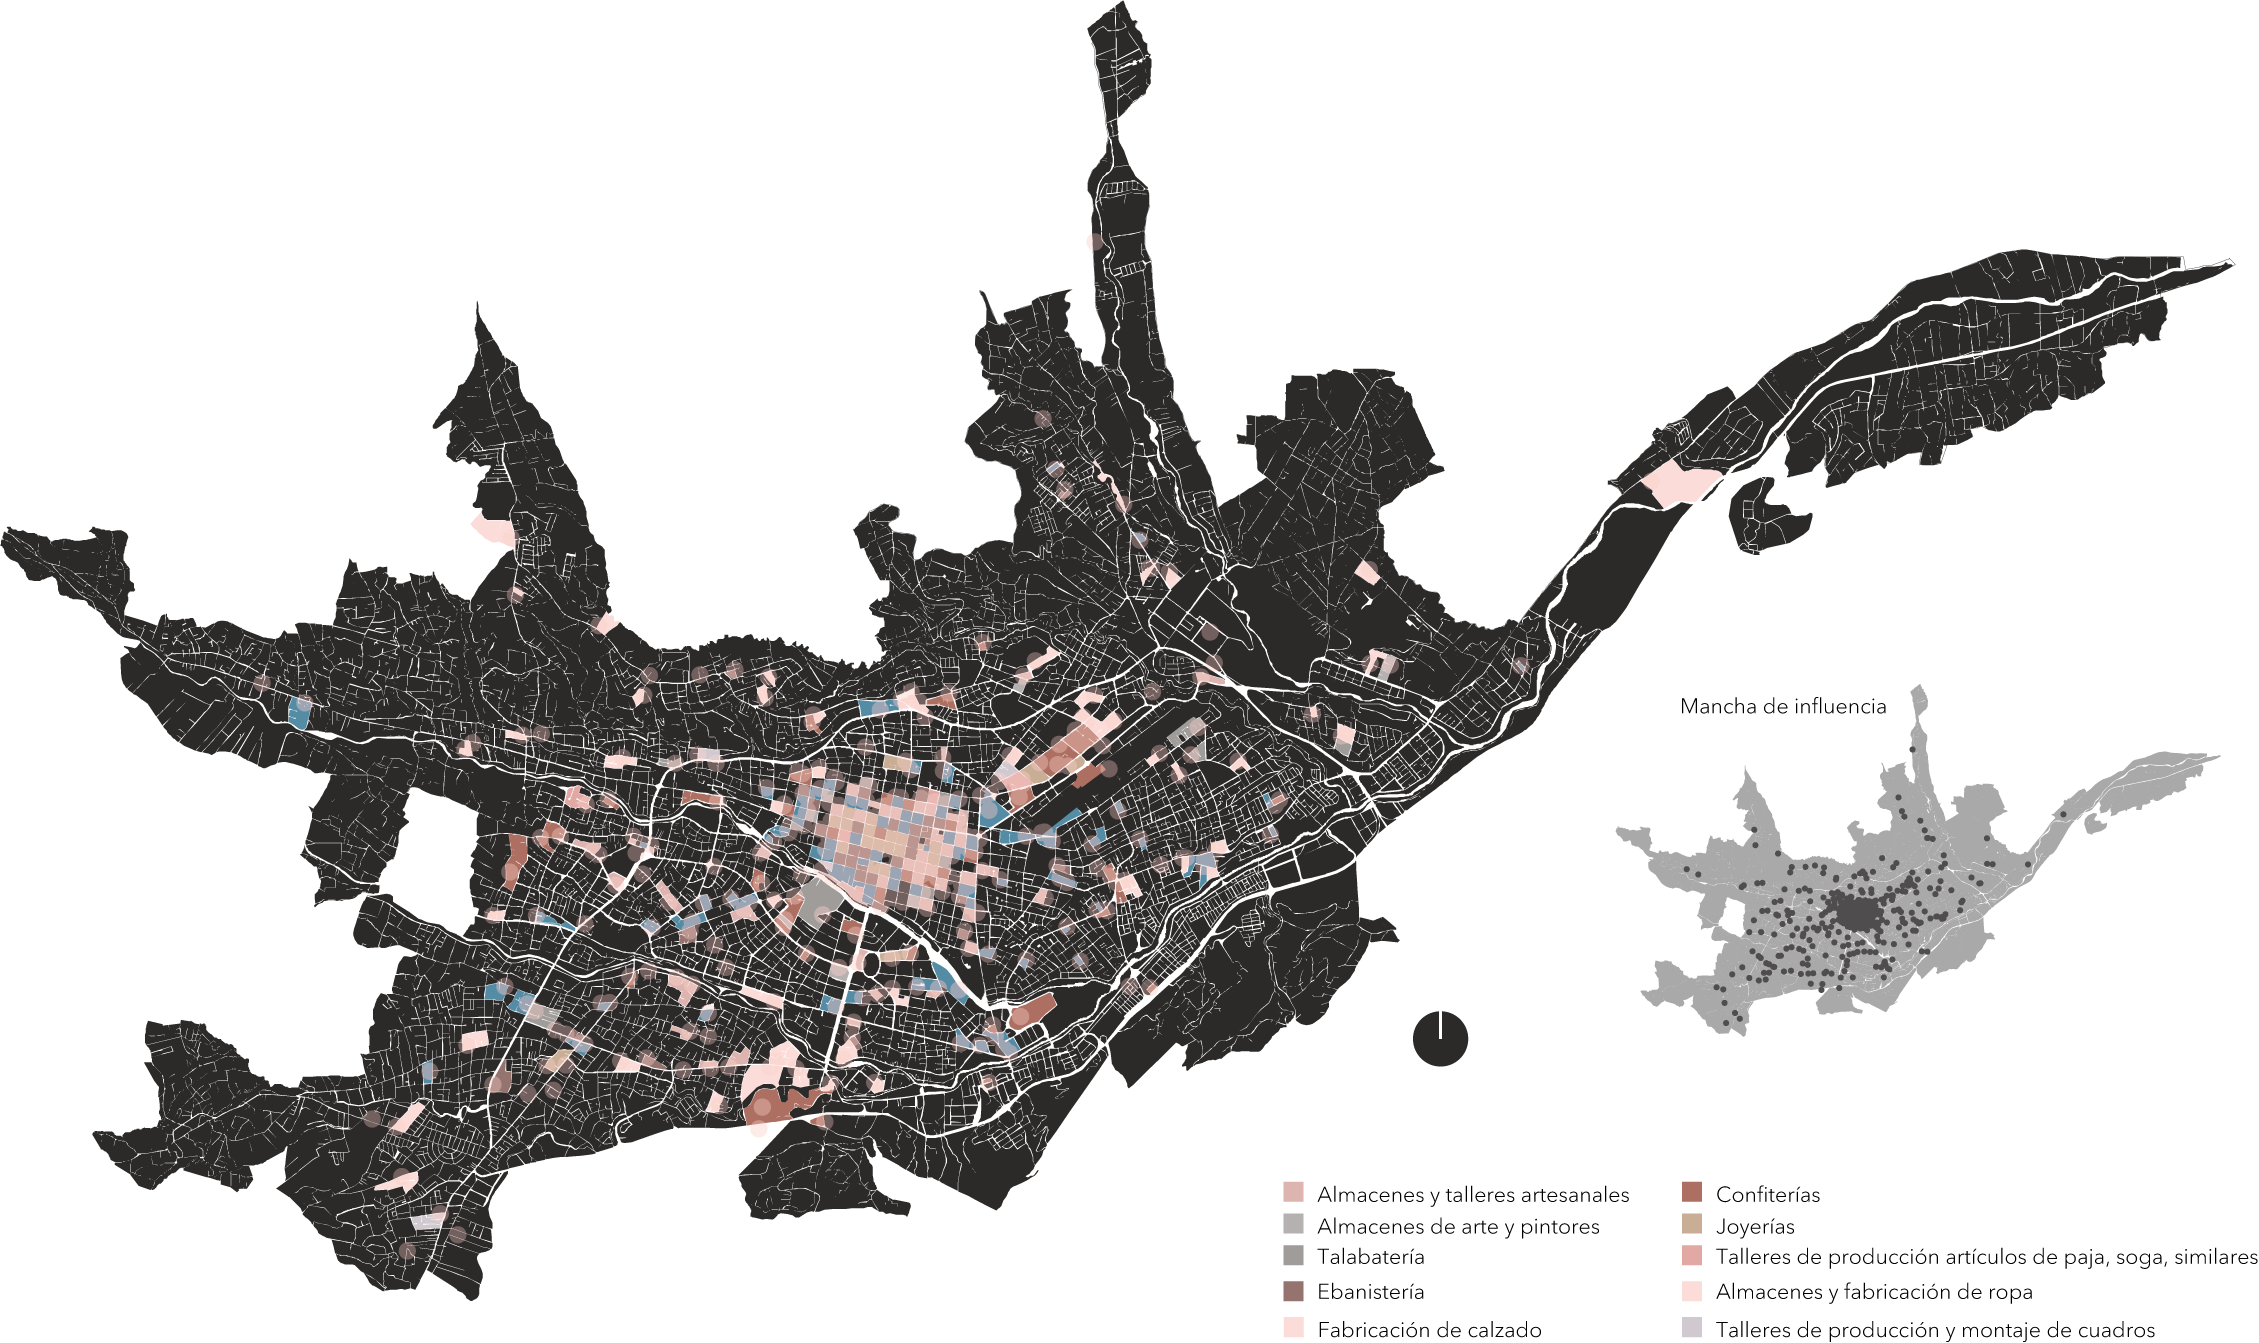 Mancha de influencia
Almacenes y talleres artesanales
Almacenes de arte y pintores
Talabatería
Ebanistería
Fabricación de calzado
Confiterías
Joyerías
Talleres de producción artículos de paja, soga, similares
Almacenes y fabricación de ropa
Talleres de producción y montaje de cuadros